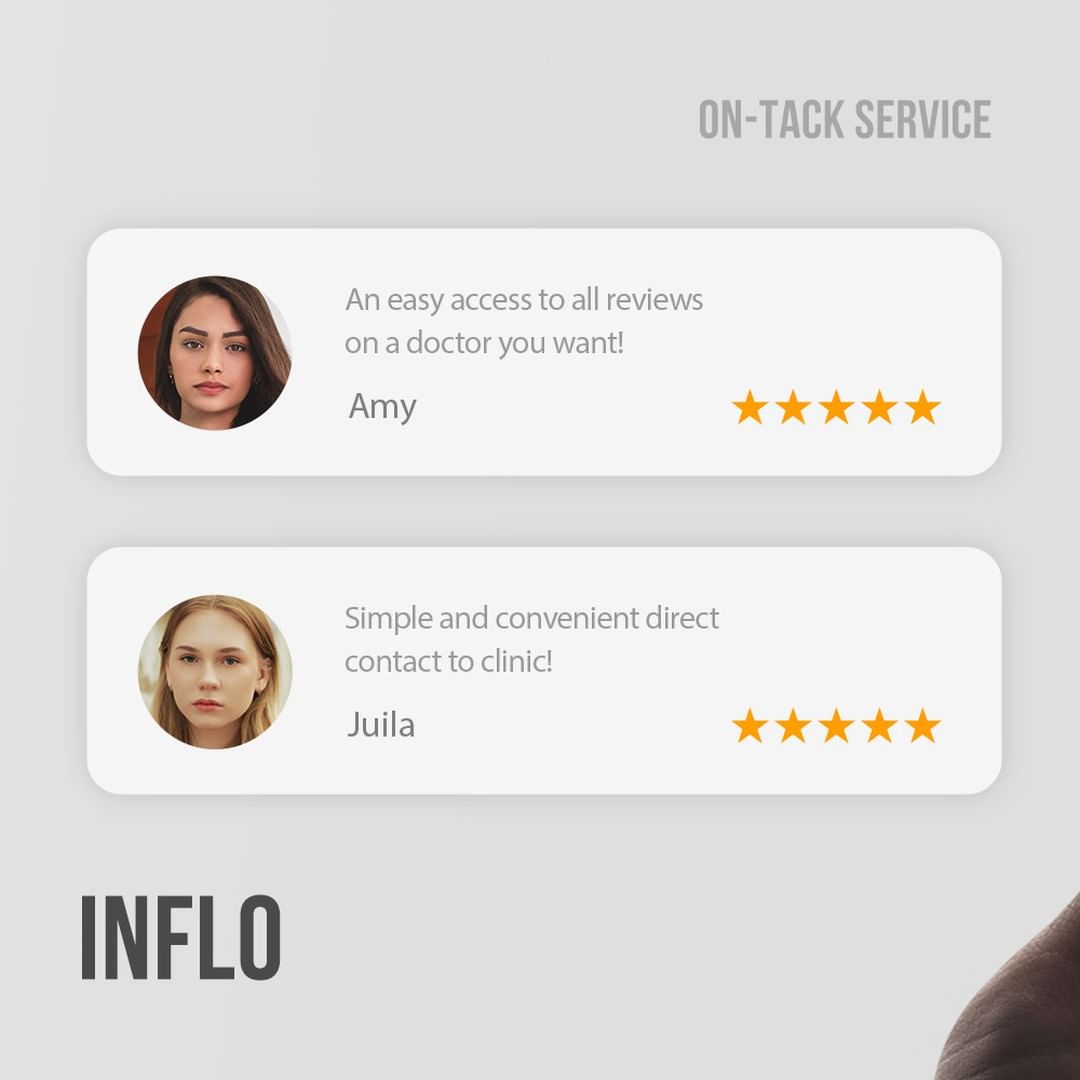 ON-TACK SERVICE
An easy access to all reviews
on a doctor you want!
Amy
Simple and convenient direct
contact to clinic!
Juila
INFLO